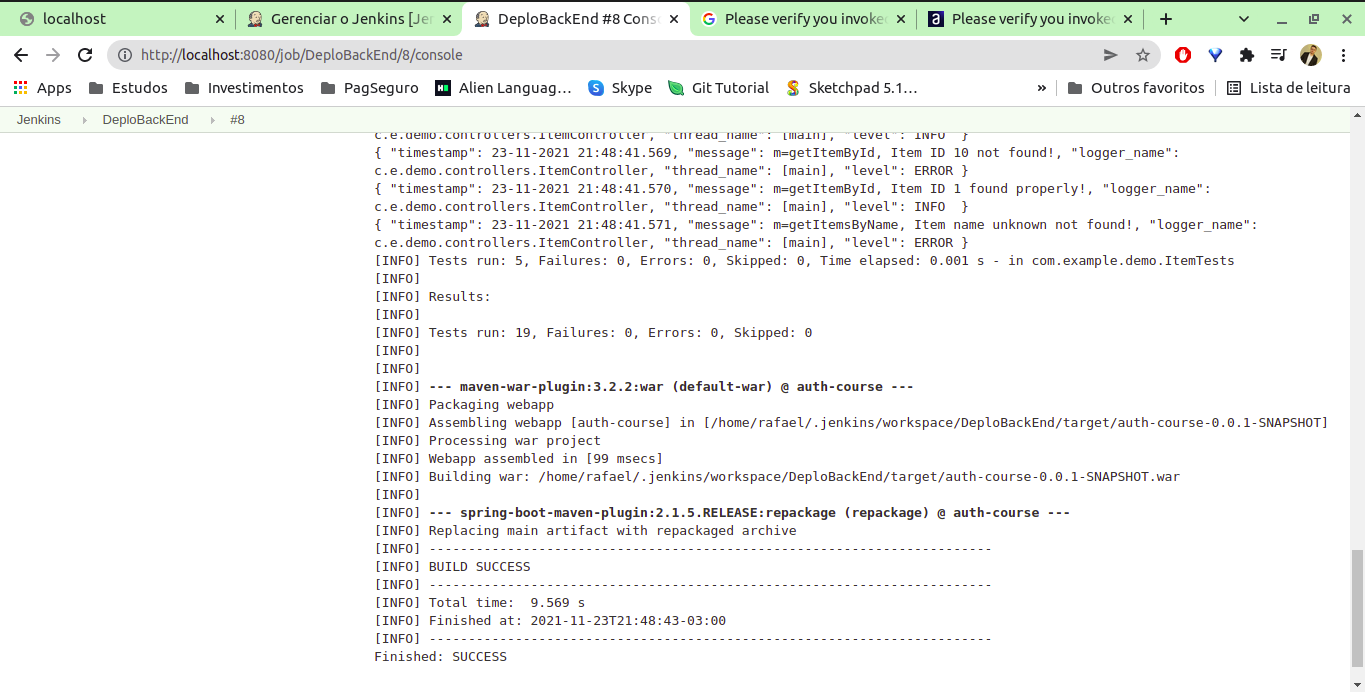 localhost
Gerenciar o Jenkins [Jen
DeploBackEnd #8 Conso
Please verify you invoked
Please verify you invoked
http://localhost:8080/job/DeploBackEnd/8/console
Apps
Estudos
Investimentos
PagSeguro
Alien Languag...
Skype
Git Tutorial
Sketchpad 5.1...
»
Outros favoritos
Lista de leitura
Jenkins
DeploBackEnd
#8
c.e.demo.controllers.ItemController, "thread_name": [main], "level": INFO  }
{ "timestamp": 23-11-2021 21:48:41.569, "message": m=getItemById, Item ID 10 not found!, "logger_name":
c.e.demo.controllers.ItemController, "thread_name": [main], "level": ERROR }
{ "timestamp": 23-11-2021 21:48:41.570, "message": m=getItemById, Item ID 1 found properly!, "logger_name":
c.e.demo.controllers.ItemController, "thread_name": [main], "level": INFO  }
{ "timestamp": 23-11-2021 21:48:41.571, "message": m=getItemsByName, Item name unknown not found!, "logger_name":
c.e.demo.controllers.ItemController, "thread_name": [main], "level": ERROR }
[INFO] Tests run: 5, Failures: 0, Errors: 0, Skipped: 0, Time elapsed: 0.001 s - in com.example.demo.ItemTests
[INFO]
[INFO] Results:
[INFO]
[INFO] Tests run: 19, Failures: 0, Errors: 0, Skipped: 0
[INFO]
[INFO]
[INFO] --- maven-war-plugin:3.2.2:war (default-war) @ auth-course ---
[INFO] Packaging webapp
[INFO] Assembling webapp [auth-course] in [/home/rafael/.jenkins/workspace/DeploBackEnd/target/auth-course-0.0.1-SNAPSHOT]
[INFO] Processing war project
[INFO] Webapp assembled in [99 msecs]
[INFO] Building war: /home/rafael/.jenkins/workspace/DeploBackEnd/target/auth-course-0.0.1-SNAPSHOT.war
[INFO]
[INFO] --- spring-boot-maven-plugin:2.1.5.RELEASE:repackage (repackage) @ auth-course ---
[INFO] Replacing main artifact with repackaged archive
[INFO] ------------------------------------------------------------------------
[INFO] BUILD SUCCESS
[INFO] ------------------------------------------------------------------------
[INFO] Total time:  9.569 s
[INFO] Finished at: 2021-11-23T21:48:43-03:00
[INFO] ------------------------------------------------------------------------
Finished: SUCCESS